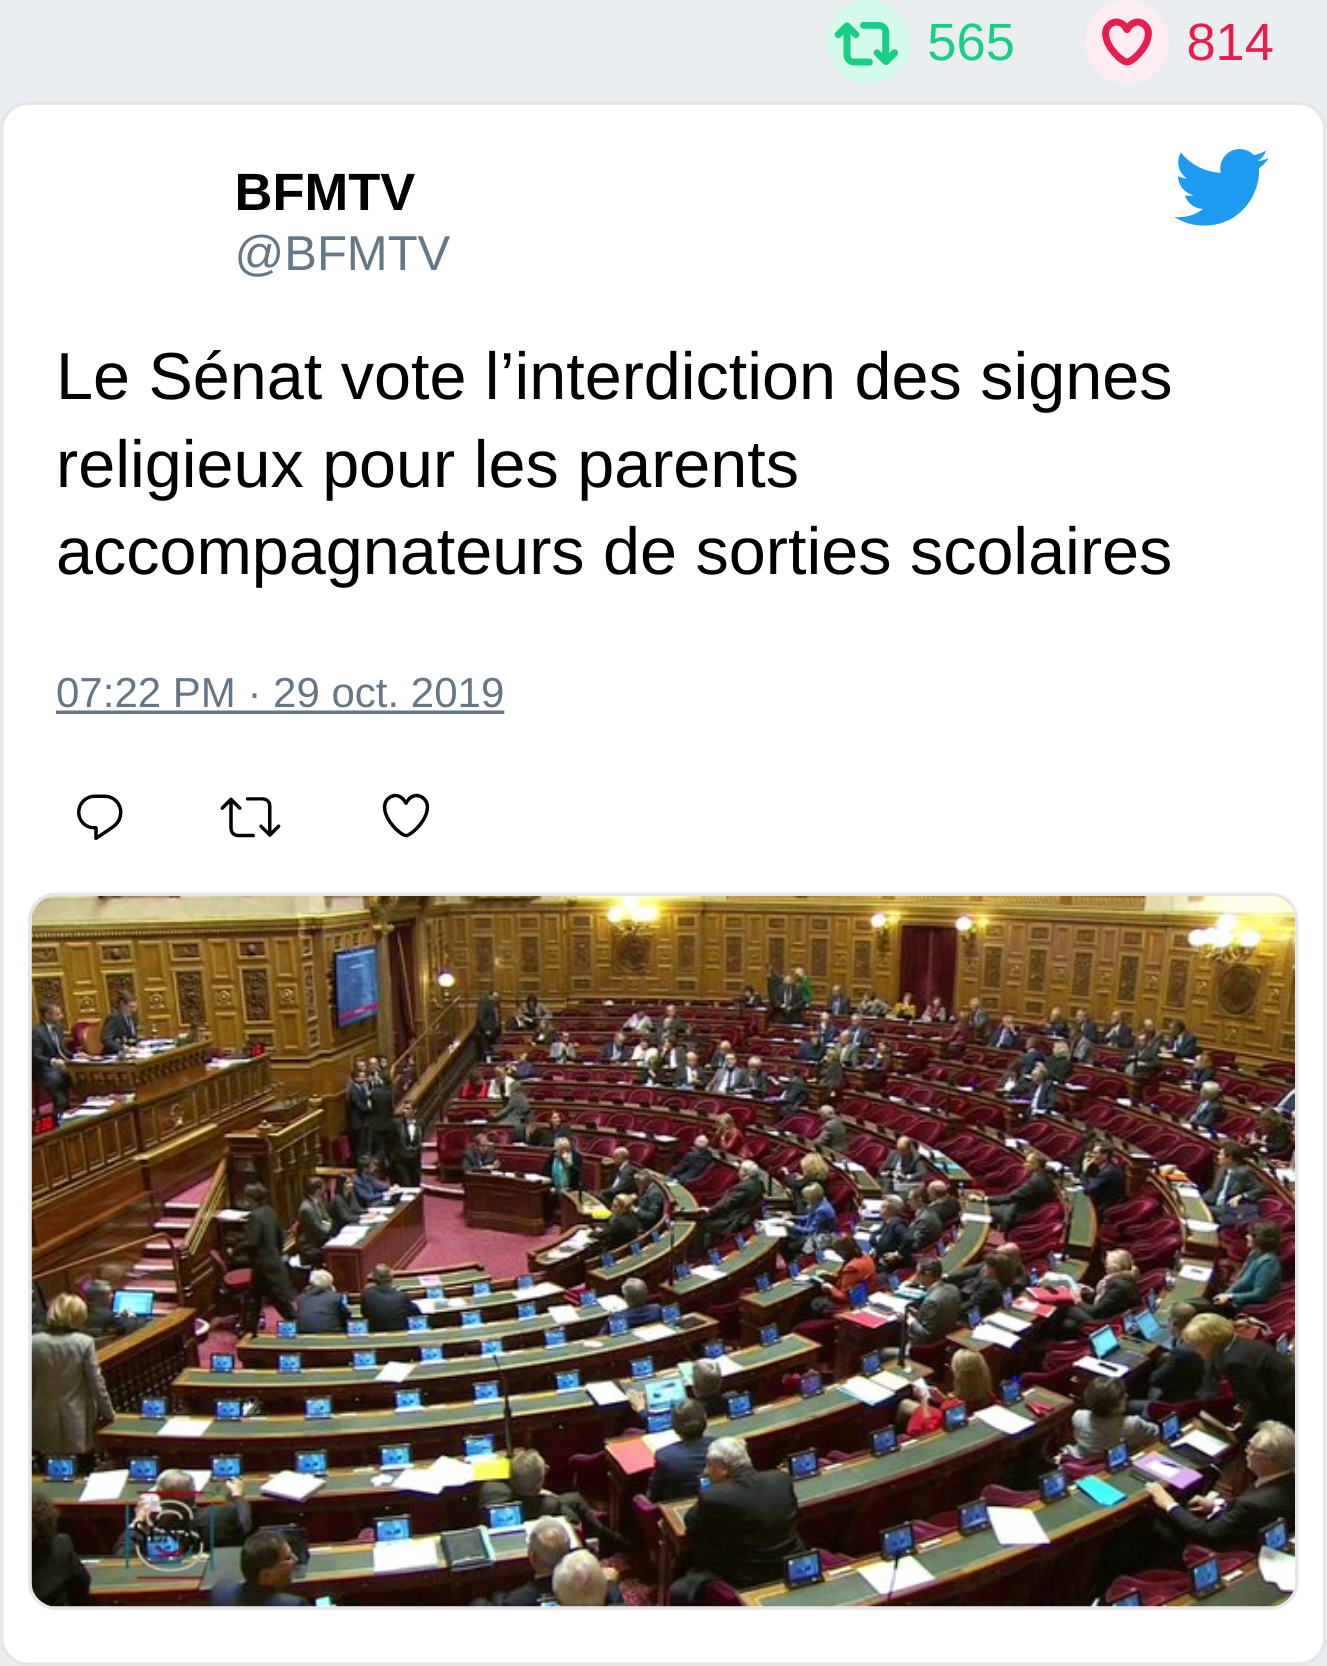 565 814
BFMTV
@BFMTV
Le Sénat vote l’interdiction des signes
religieux pour les parents
accompagnateurs de sorties scolaires
07:22 PM · 29 oct. 2019
SÉNAT